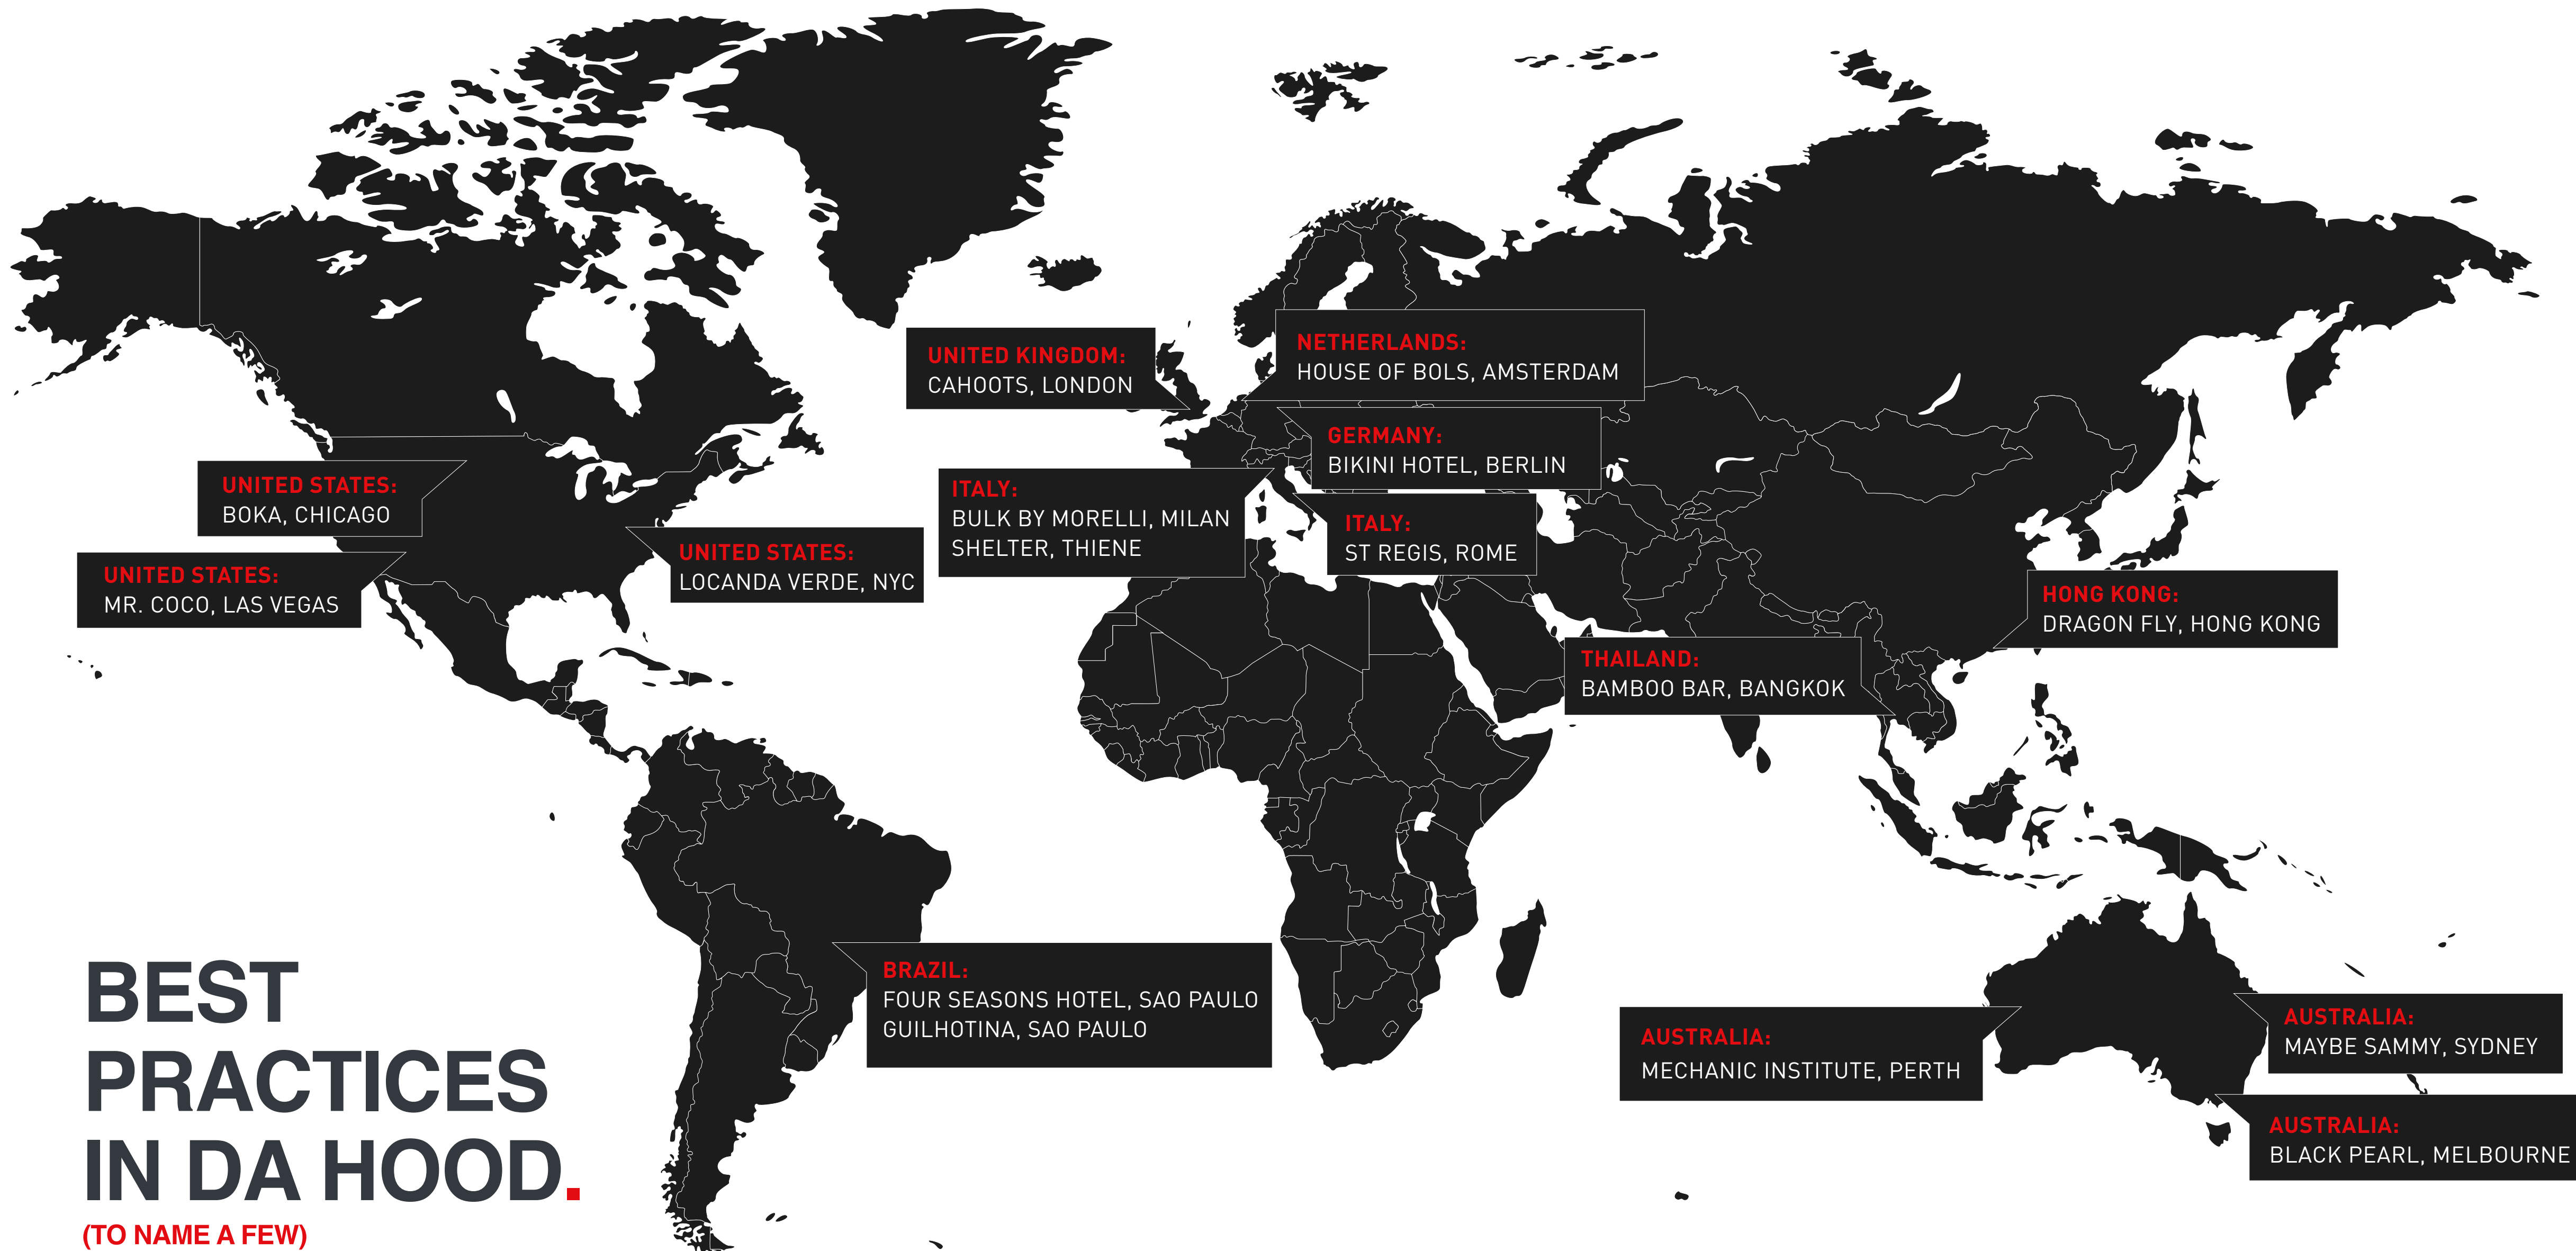 UNITED KINGDOM:
CAHOOTS, LONDON
NETHERLANDS:
HOUSE OF BOLS, AMSTERDAM
GERMANY:
BIKINI HOTEL, BERLIN
UNITED STATES:
BOKA, CHICAGO
ITALY:
BULK BY MORELLI, MILAN
SHELTER, THIENE
ITALY:
ST REGIS, ROME
UNITED STATES:
LOCANDA VERDE, NYC
UNITED STATES:
MR. COCO, LAS VEGAS
HONG KONG:
DRAGON FLY, HONG KONG
THAILAND:
BAMBOO BAR, BANGKOK
BRAZIL:
FOUR SEASONS HOTEL, SAO PAULO
GUILHOTINA, SAO PAULO
AUSTRALIA:
MECHANIC INSTITUTE, PERTH
AUSTRALIA:
MAYBE SAMMY, SYDNEY
AUSTRALIA:
BLACK PEARL, MELBOURNE
BEST
PRACTICES
IN DA HOOD.
(TO NAME A FEW)